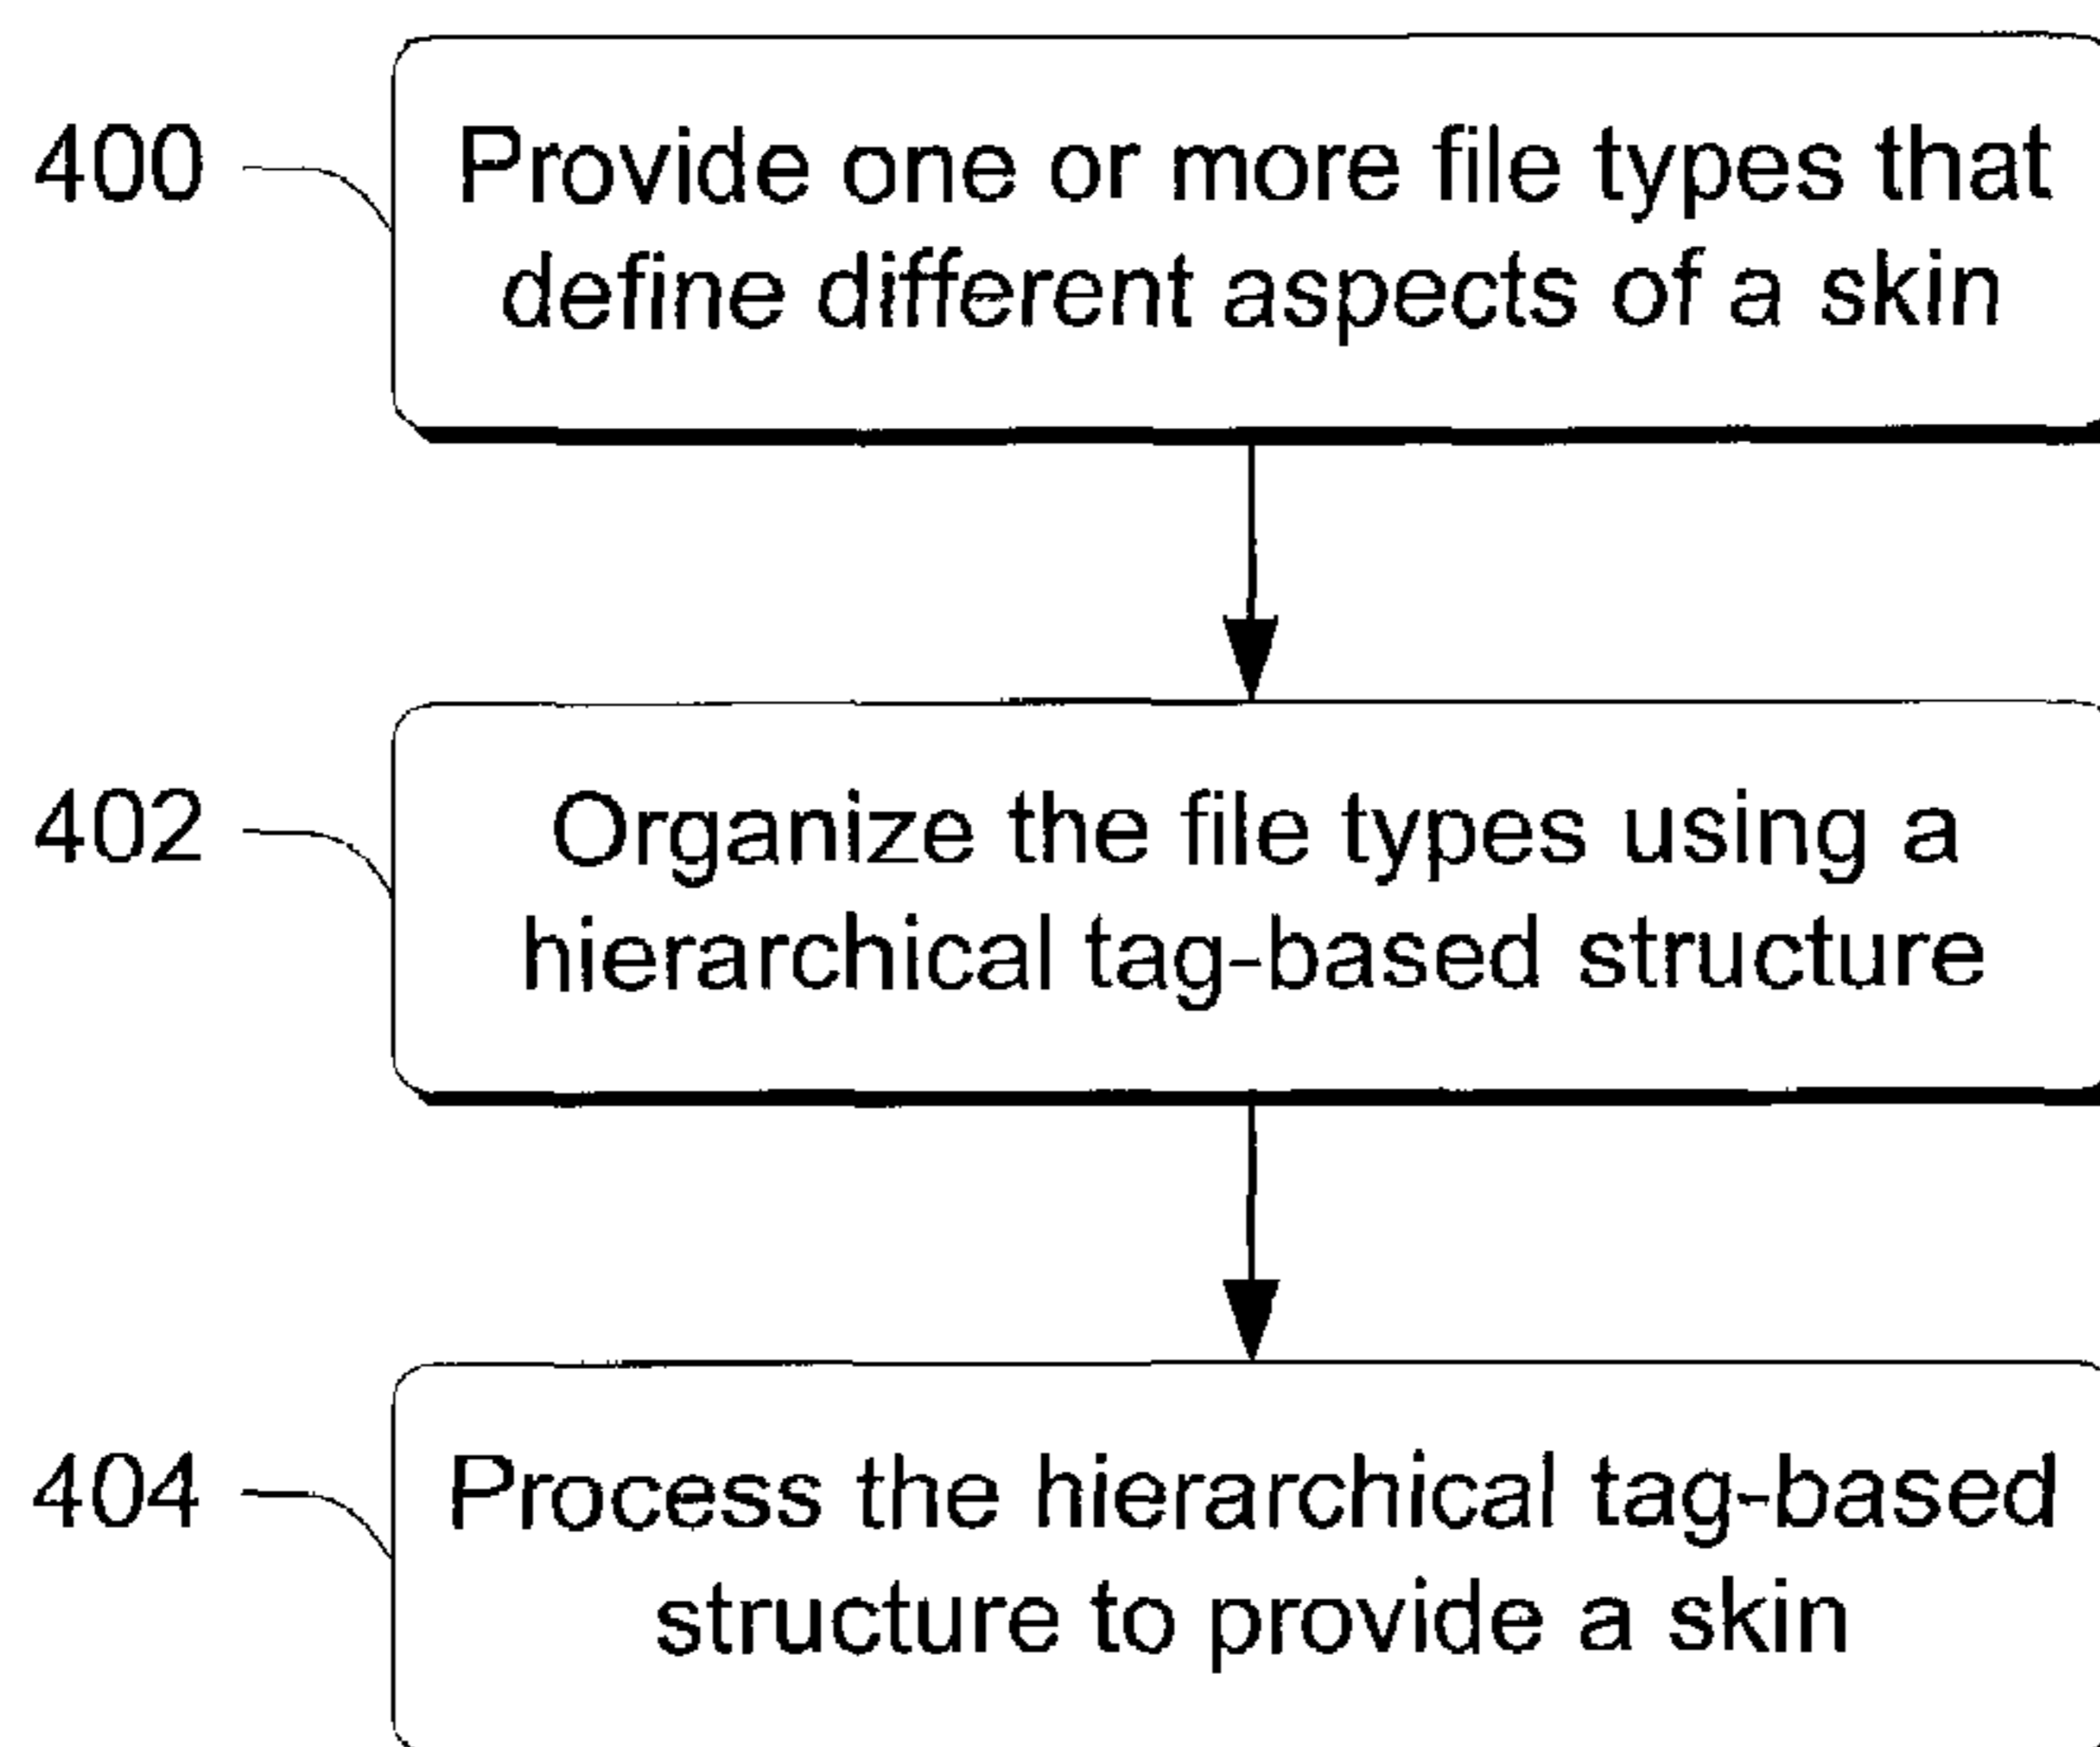 400
Provide one or more file types that
define different aspects of a skin
402
Organize the file types using a
hierarchical tag-based structure
404
Process the hierarchical tag-based
structure to provide a skin